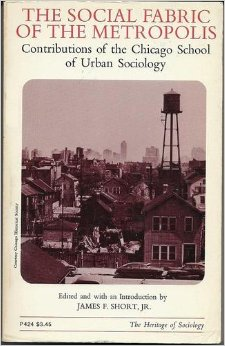 THE SOCIAL FABRIC
OF THE METROPOLIS
Contributions of the Chicago School
of Urban Sociology
Courtesy Chicago Historical Society
Edited and with an Introduction by
JAMES F. SHORT, JR.
P424 $3.45
The Heritage of Sociology